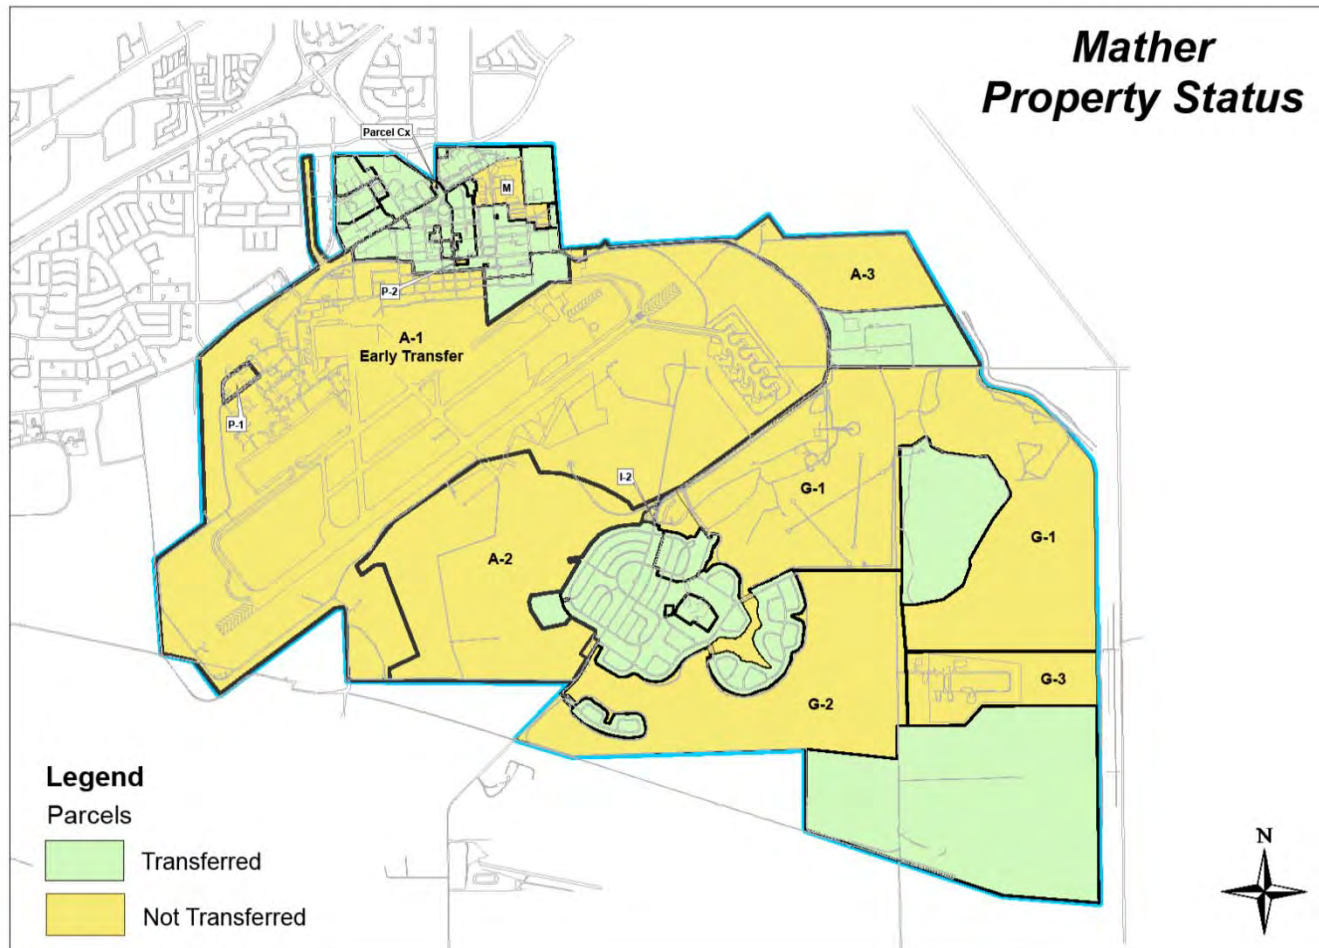 Mather
Property Status
Parcel Cx
M
P-2
A-3
A-1
Early Transfer
P-1
I-2
G-1
G-1
A-2
D
G-3
G-2
Legend
Parcels
Transferred
Not Transferred
N